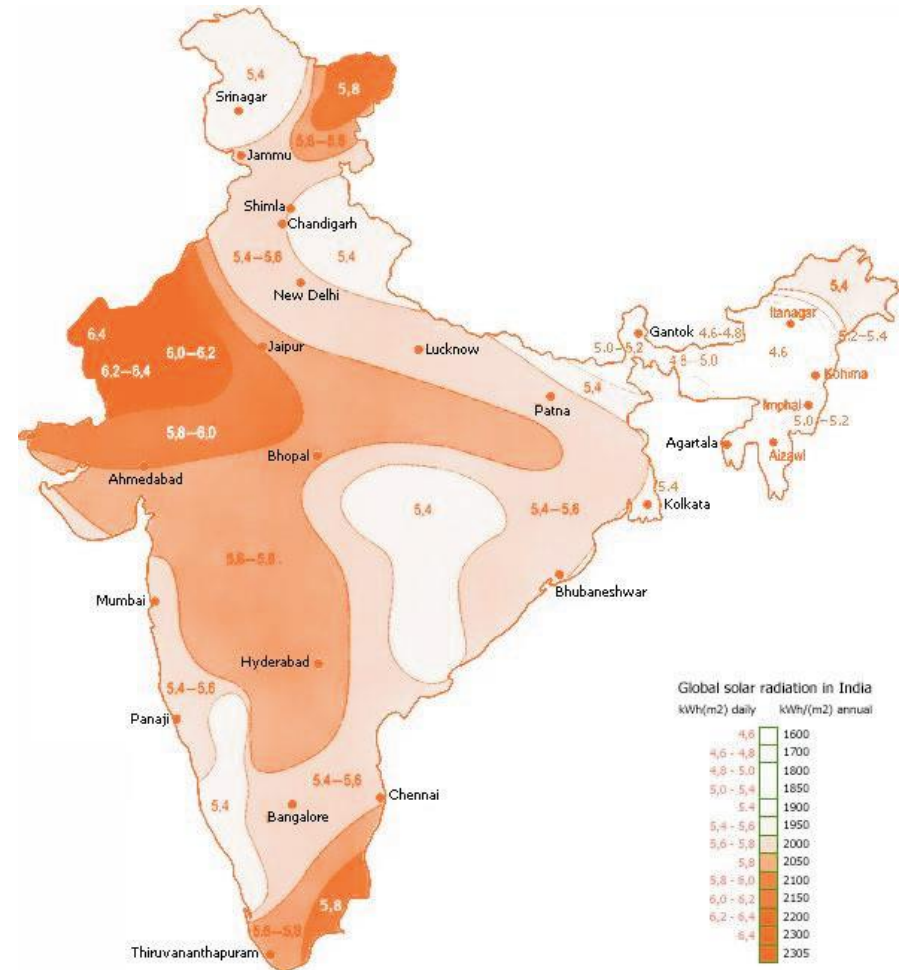 5,4
Srinagar
5,8
5,6–5,8
Jammu
Shimla
Chandigarh
5,4–5,6
5,4
New Delhi
5,4
Itanagar
6,4
Gantok 4.6-4.8
5.2–5.4
5.0–5.2
6,0–6,2
Jaipur
Lucknow
4.8–5.0
4.6
6,2–6,4
5,4
Kohima
Patna
Imphal
5,8–6,0
5.0–5.2
Bhopal
Agartala
Aizawl
Ahmedabad
5.4
5,4
5,4–5,6
Kolkata
5,6–5,8
Bhubaneshwar
Mumbai
Hyderabad
5,4–5,6
Panaji
5,4–5,6
Chennai
5,4
Bangalore
5,8
5,6–5,8
Thiruvananthapuram
Global solar radiation in India
kWh(m2) daily kWh/(m2) annual
4,6 1600
4,6 - 4,8 1700
4,8 - 5.0 1800
5,0 - 5,4 1850
5.4 1900
5,4 - 5,6 1950
5,6 - 5,8 2000
5,8 2050
5,8 - 6,0 2100
6,0 - 6,2 2150
6,2 - 6,4 2200
6,4 2300
2305